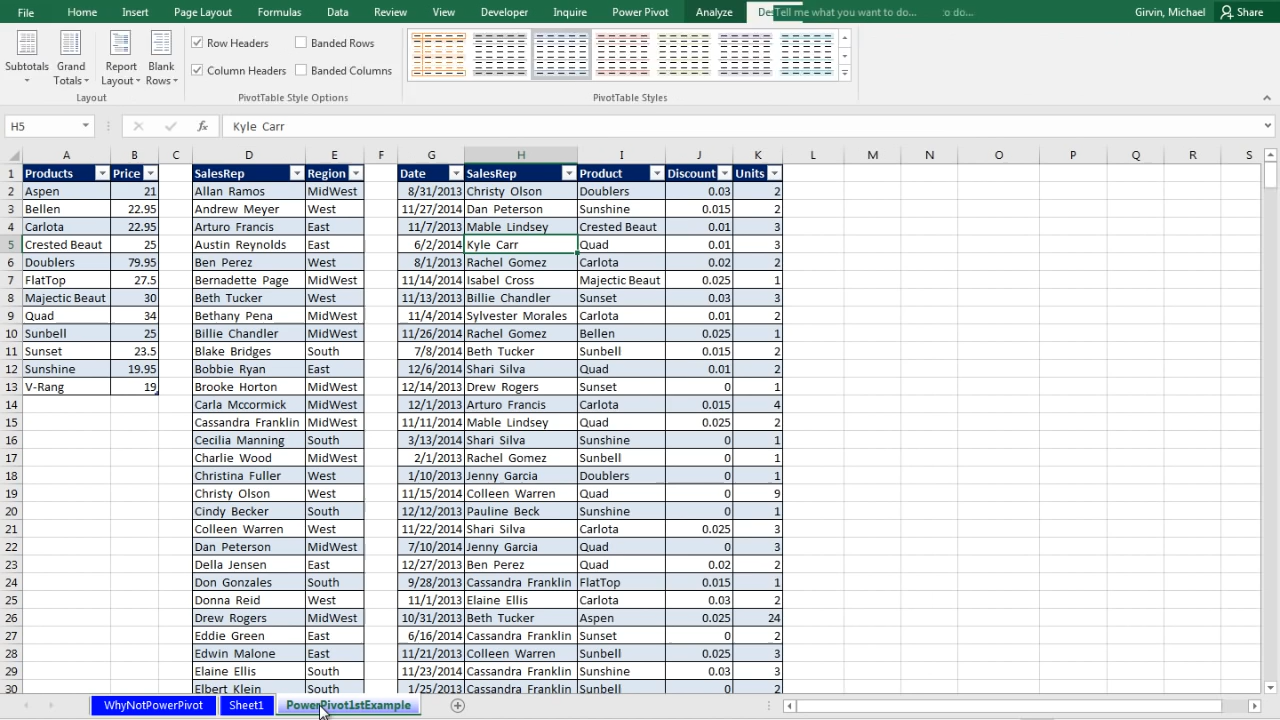 File Home Insert Page Layout Formulas Data Review View Developer Inquire Power Pivot Analyze Tell me what you want to do... Girvin, Michael Share
Subtotals Grand Totals Report Layout Blank Rows
Row Headers Banded Rows
Column Headers Banded Columns
Layout PivotTable Style Options PivotTable Styles
H5 fx Kyle Carr
A B C D E F G H I J K L M N O P Q R S
1 Products Price SalesRep Region Date SalesRep Product Discount Units
2 Aspen 21 Allan Ramos MidWest 8/31/2013 Christy Olson Doublers 0.03 2
3 Bellen 22.95 Andrew Meyer West 11/27/2014 Dan Peterson Sunshine 0.015 2
4 Carlota 22.95 Arturo Francis East 11/7/2013 Mable Lindsey Crested Beaut 0.01 3
5 Crested Beaut 25 Austin Reynolds East 6/2/2014 Kyle Carr Quad 0.01 3
6 Doublers 79.95 Ben Perez West 8/1/2013 Rachel Gomez Carlota 0.02 2
7 FlatTop 27.5 Bernadette Page MidWest 11/14/2014 Isabel Cross Majectic Beaut 0.025 1
8 Majectic Beaut 30 Beth Tucker West 11/13/2013 Billie Chandler Sunset 0.03 3
9 Quad 34 Bethany Pena MidWest 11/4/2013 Sylvester Morales Carlota 0.01 2
10 Sunbell 25 Billie Chandler MidWest 11/26/2014 Rachel Gomez Bellen 0.025 1
11 Sunset 23.5 Blake Bridges South 7/8/2014 Beth Tucker Sunbell 0.015 2
12 Sunshine 19.95 Bobbie Ryan East 12/6/2014 Shari Silva Quad 0.01 2
13 V-Rang 19 Brooke Horton MidWest 12/14/2013 Drew Rogers Sunset 0 1
14 Carla Mccormick MidWest 12/1/2013 Arturo Francis Carlota 0.015 4
15 Cassandra Franklin MidWest 11/11/2014 Mable Lindsey Quad 0.025 2
16 Cecilia Manning South 3/13/2014 Shari Silva Sunshine 0 1
17 Charlie Wood MidWest 2/1/2013 Rachel Gomez Sunbell 0 1
18 Christina Fuller West 1/10/2013 Jenny Garcia Doublers 0 1
19 Christy Olson West 11/15/2014 Colleen Warren Quad 0 9
20 Cindy Becker South 12/12/2013 Pauline Beck Sunshine 0 1
21 Colleen Warren West 11/22/2014 Shari Silva Carlota 0.025 3
22 Dan Peterson MidWest 7/10/2014 Jenny Garcia Quad 0 3
23 Della Jensen East 12/27/2013 Ben Perez Quad 0.02 2
24 Don Gonzales South 9/28/2013 Cassandra Franklin FlatTop 0.015 1
25 Donna Reid West 11/1/2013 Elaine Ellis Carlota 0.03 2
26 Drew Rogers MidWest 10/31/2013 Beth Tucker Aspen 0.025 24
27 Eddie Green East 6/16/2014 Cassandra Franklin Sunset 0 2
28 Edwin Malone East 11/21/2013 Colleen Warren Sunbell 0.025 3
29 Elaine Ellis South 11/23/2014 Cassandra Franklin Sunshine 0.03 3
30 Elbert Klein South 1/25/2013 Cassandra Franklin Sunbell 0 2
WhyNotPowerPivot Sheet1 PowerPivot1stExample